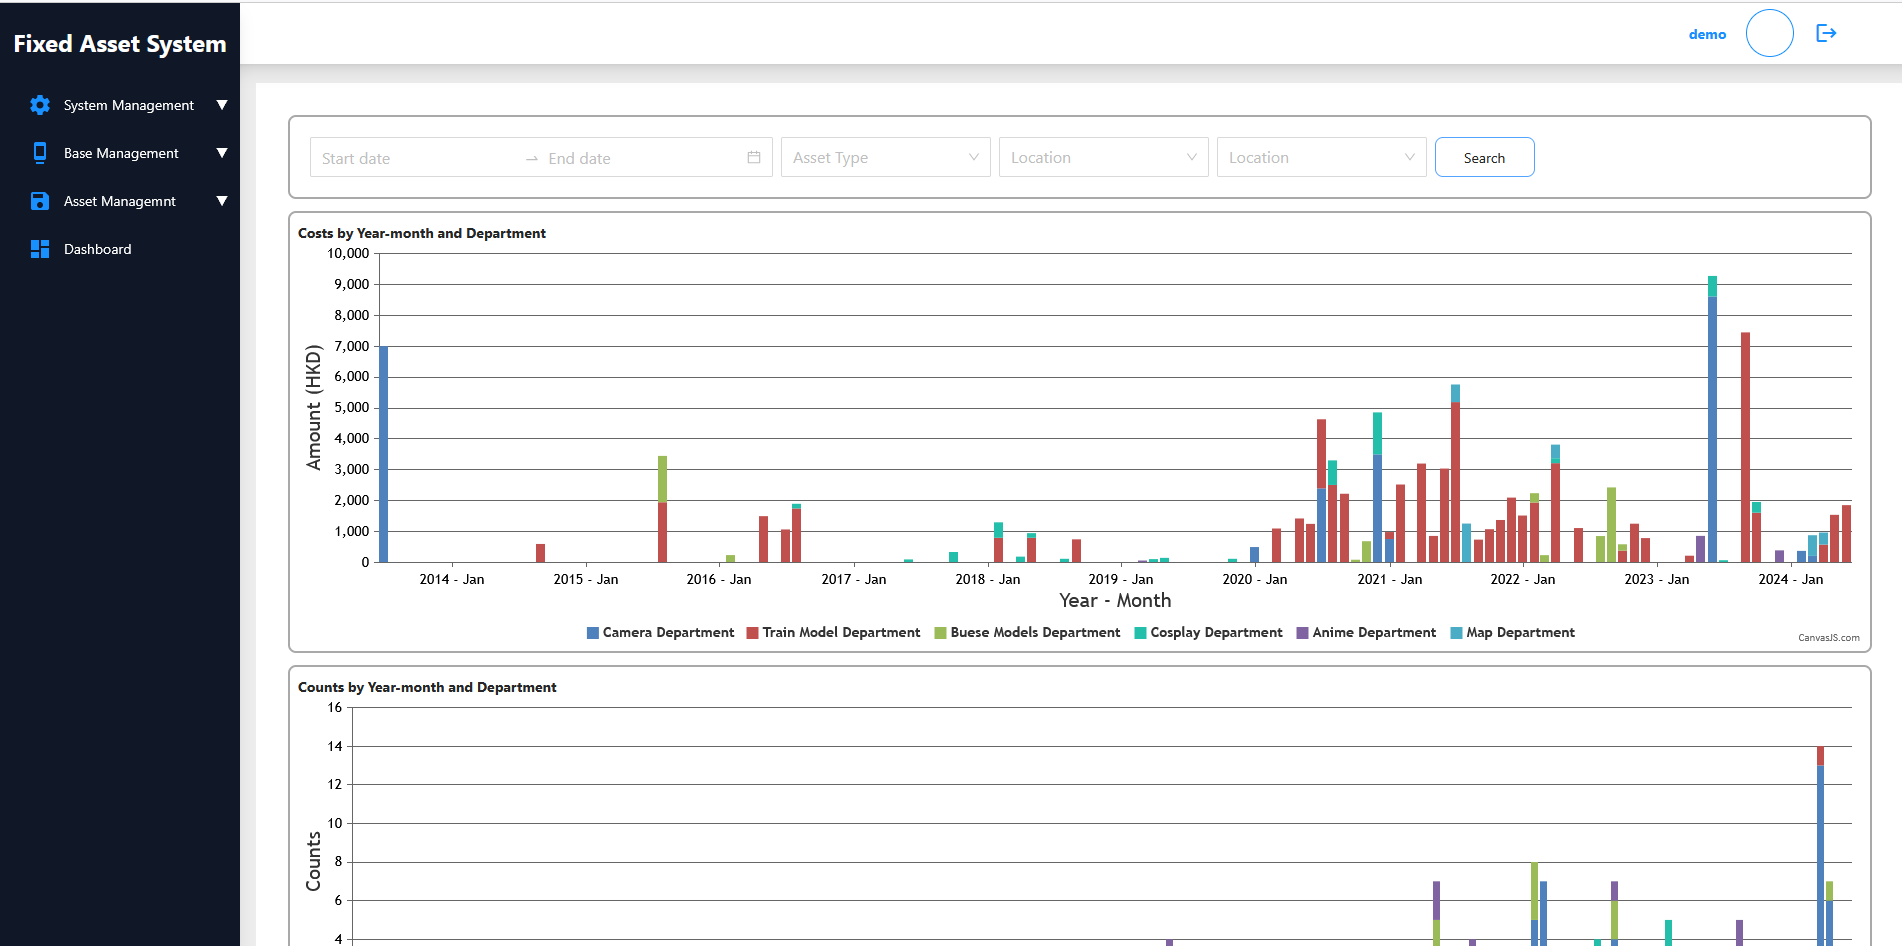 Fixed Asset System
System Management
Base Management
Asset Managemnt
Dashboard
demo
Start date
End date
Asset Type
Location
Location
Search
Costs by Year-month and Department
10,000
9,000
8,000
7,000
6,000
5,000
4,000
3,000
2,000
1,000
0
Amount (HKD)
2014 - Jan
2015 - Jan
2016 - Jan
2017 - Jan
2018 - Jan
2019 - Jan
2020 - Jan
2021 - Jan
2022 - Jan
2023 - Jan
2024 - Jan
Year - Month
Camera Department
Train Model Department
Buese Models Department
Cosplay Department
Anime Department
Map Department
CanvasJS.com
Counts by Year-month and Department
16
14
12
10
8
6
4
Counts